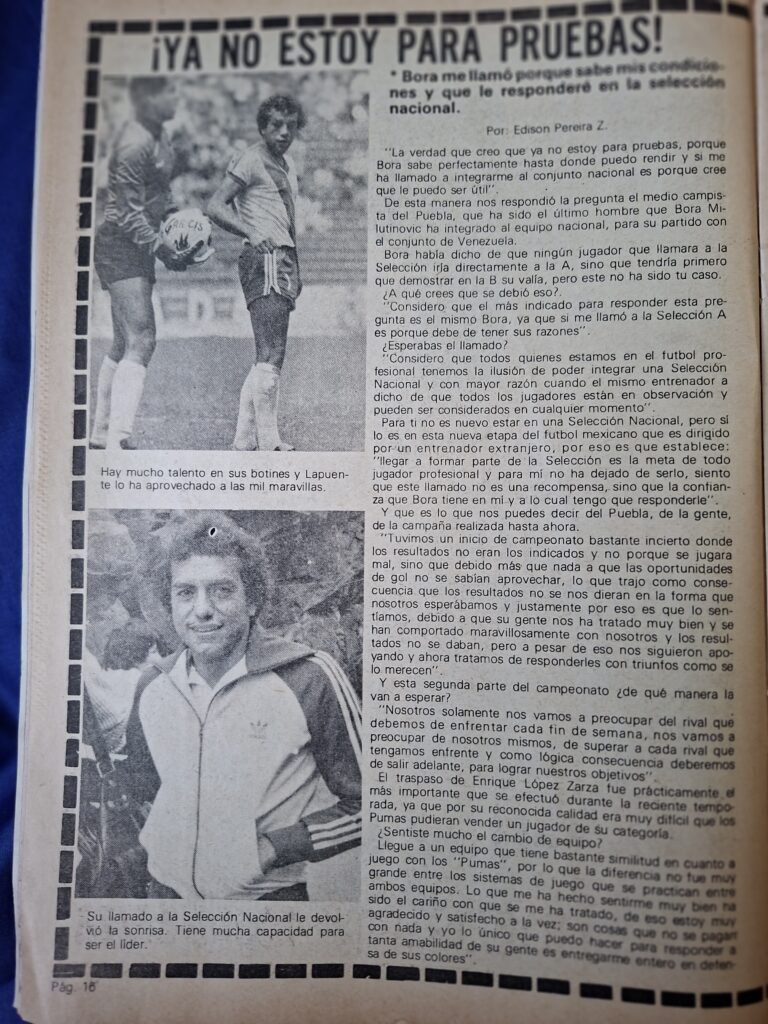 ¡YA NO ESTOY PARA PRUEBAS!
* Bora me llamó porque sabe mis condicio-
nes y que le responderé en la selección
nacional.
Por: Edison Pereira Z.
"La verdad que creo que ya no estoy para pruebas, porque
Bora sabe perfectamente hasta donde puedo rendir y si me
ha llamado a integrarme al conjunto nacional es porque cree
que le puedo ser útil".
De esta manera nos respondió la pregunta el medio campis-
ta del Puebla, que ha sido el último hombre que Bora Mi-
lutinovic ha integrado al equipo nacional, para su partido con
el conjunto de Venezuela.
Bora había dicho de que ningún jugador que llamara a la
Selección iría directamente a la A, sino que tendría primero
que demostrar en la B su valía, pero este no ha sido tu caso.
¿A qué crees que se debió eso?.
"Considero que el más indicado para responder esta pre-
gunta es el mismo Bora, ya que si me llamó a la Selección A
es porque debe de tener sus razones".
¿Esperabas el llamado?
"Considero que todos quienes estamos en el futbol pro-
fesional tenemos la ilusión de poder integrar una Selección
Nacional y con mayor razón cuando el mismo entrenador a
dicho de que todos los jugadores están en observación y
pueden ser considerados en cualquier momento".
Para ti no es nuevo estar en una Selección Nacional, pero sí
lo es en esta nueva etapa del futbol mexicano que es dirigido
por un entrenador extranjero, por eso es que establece:
"llegar a formar parte de la Selección es la meta de todo
jugador profesional y para mí no ha dejado de serlo, siento
que este llamado no es una recompensa, sino que la confian-
za que Bora tiene en mí y a lo cual tengo que responderle".
Y que es lo que nos puedes decir del Puebla, de la gente,
de la campaña realizada hasta ahora.
"Tuvimos un inicio de campeonato bastante incierto donde
los resultados no eran los indicados y no porque se jugara
mal, sino que debido más que nada a que las oportunidades
de gol no se sabían aprovechar, lo que trajo como conse-
cuencia que los resultados no se nos dieran en la forma que
nosotros esperábamos y justamente por eso es que lo sen-
tíamos, debido a que su gente nos ha tratado muy bien y se
han comportado maravillosamente con nosotros y los resul-
tados no se daban, pero a pesar de eso nos siguieron apo-
yando y ahora tratamos de responderles con triunfos como se
lo merecen".
Y esta segunda parte del campeonato ¿de qué manera la
van a esperar?
"Nosotros solamente nos vamos a preocupar del rival que
debemos de enfrentar cada fin de semana, nos vamos a
preocupar de nosotros mismos, de superar a cada rival que
tengamos enfrente y como lógica consecuencia deberemos
de salir adelante, para lograr nuestros objetivos".
El traspaso de Enrique López Zarza fue prácticamente el
más importante que se efectuó durante la reciente tempo-
rada, ya que por su reconocida calidad era muy difícil que los
Pumas pudieran vender un jugador de su categoría.
¿Sentiste mucho el cambio de equipo?
Llegue a un equipo que tiene bastante similitud en cuanto a
juego con los "Pumas", por lo que la diferencia no fue muy
grande entre los sistemas de juego que se practican entre
ambos equipos. Lo que me ha hecho sentirme muy bien ha
sido el cariño con que se me ha tratado, de eso estoy muy
agradecido y satisfecho a la vez; son cosas que no se pagan
con nada y yo lo único que puedo hacer para responder a
tanta amabilidad de su gente es entregarme entero en defen-
sa de sus colores".
GARCIS
Hay mucho talento en sus botines y Lapuen-
te lo ha aprovechado a las mil maravillas.
Su llamado a la Selección Nacional le devol-
vió la sonrisa. Tiene mucha capacidad para
ser el líder.
Pág. 16